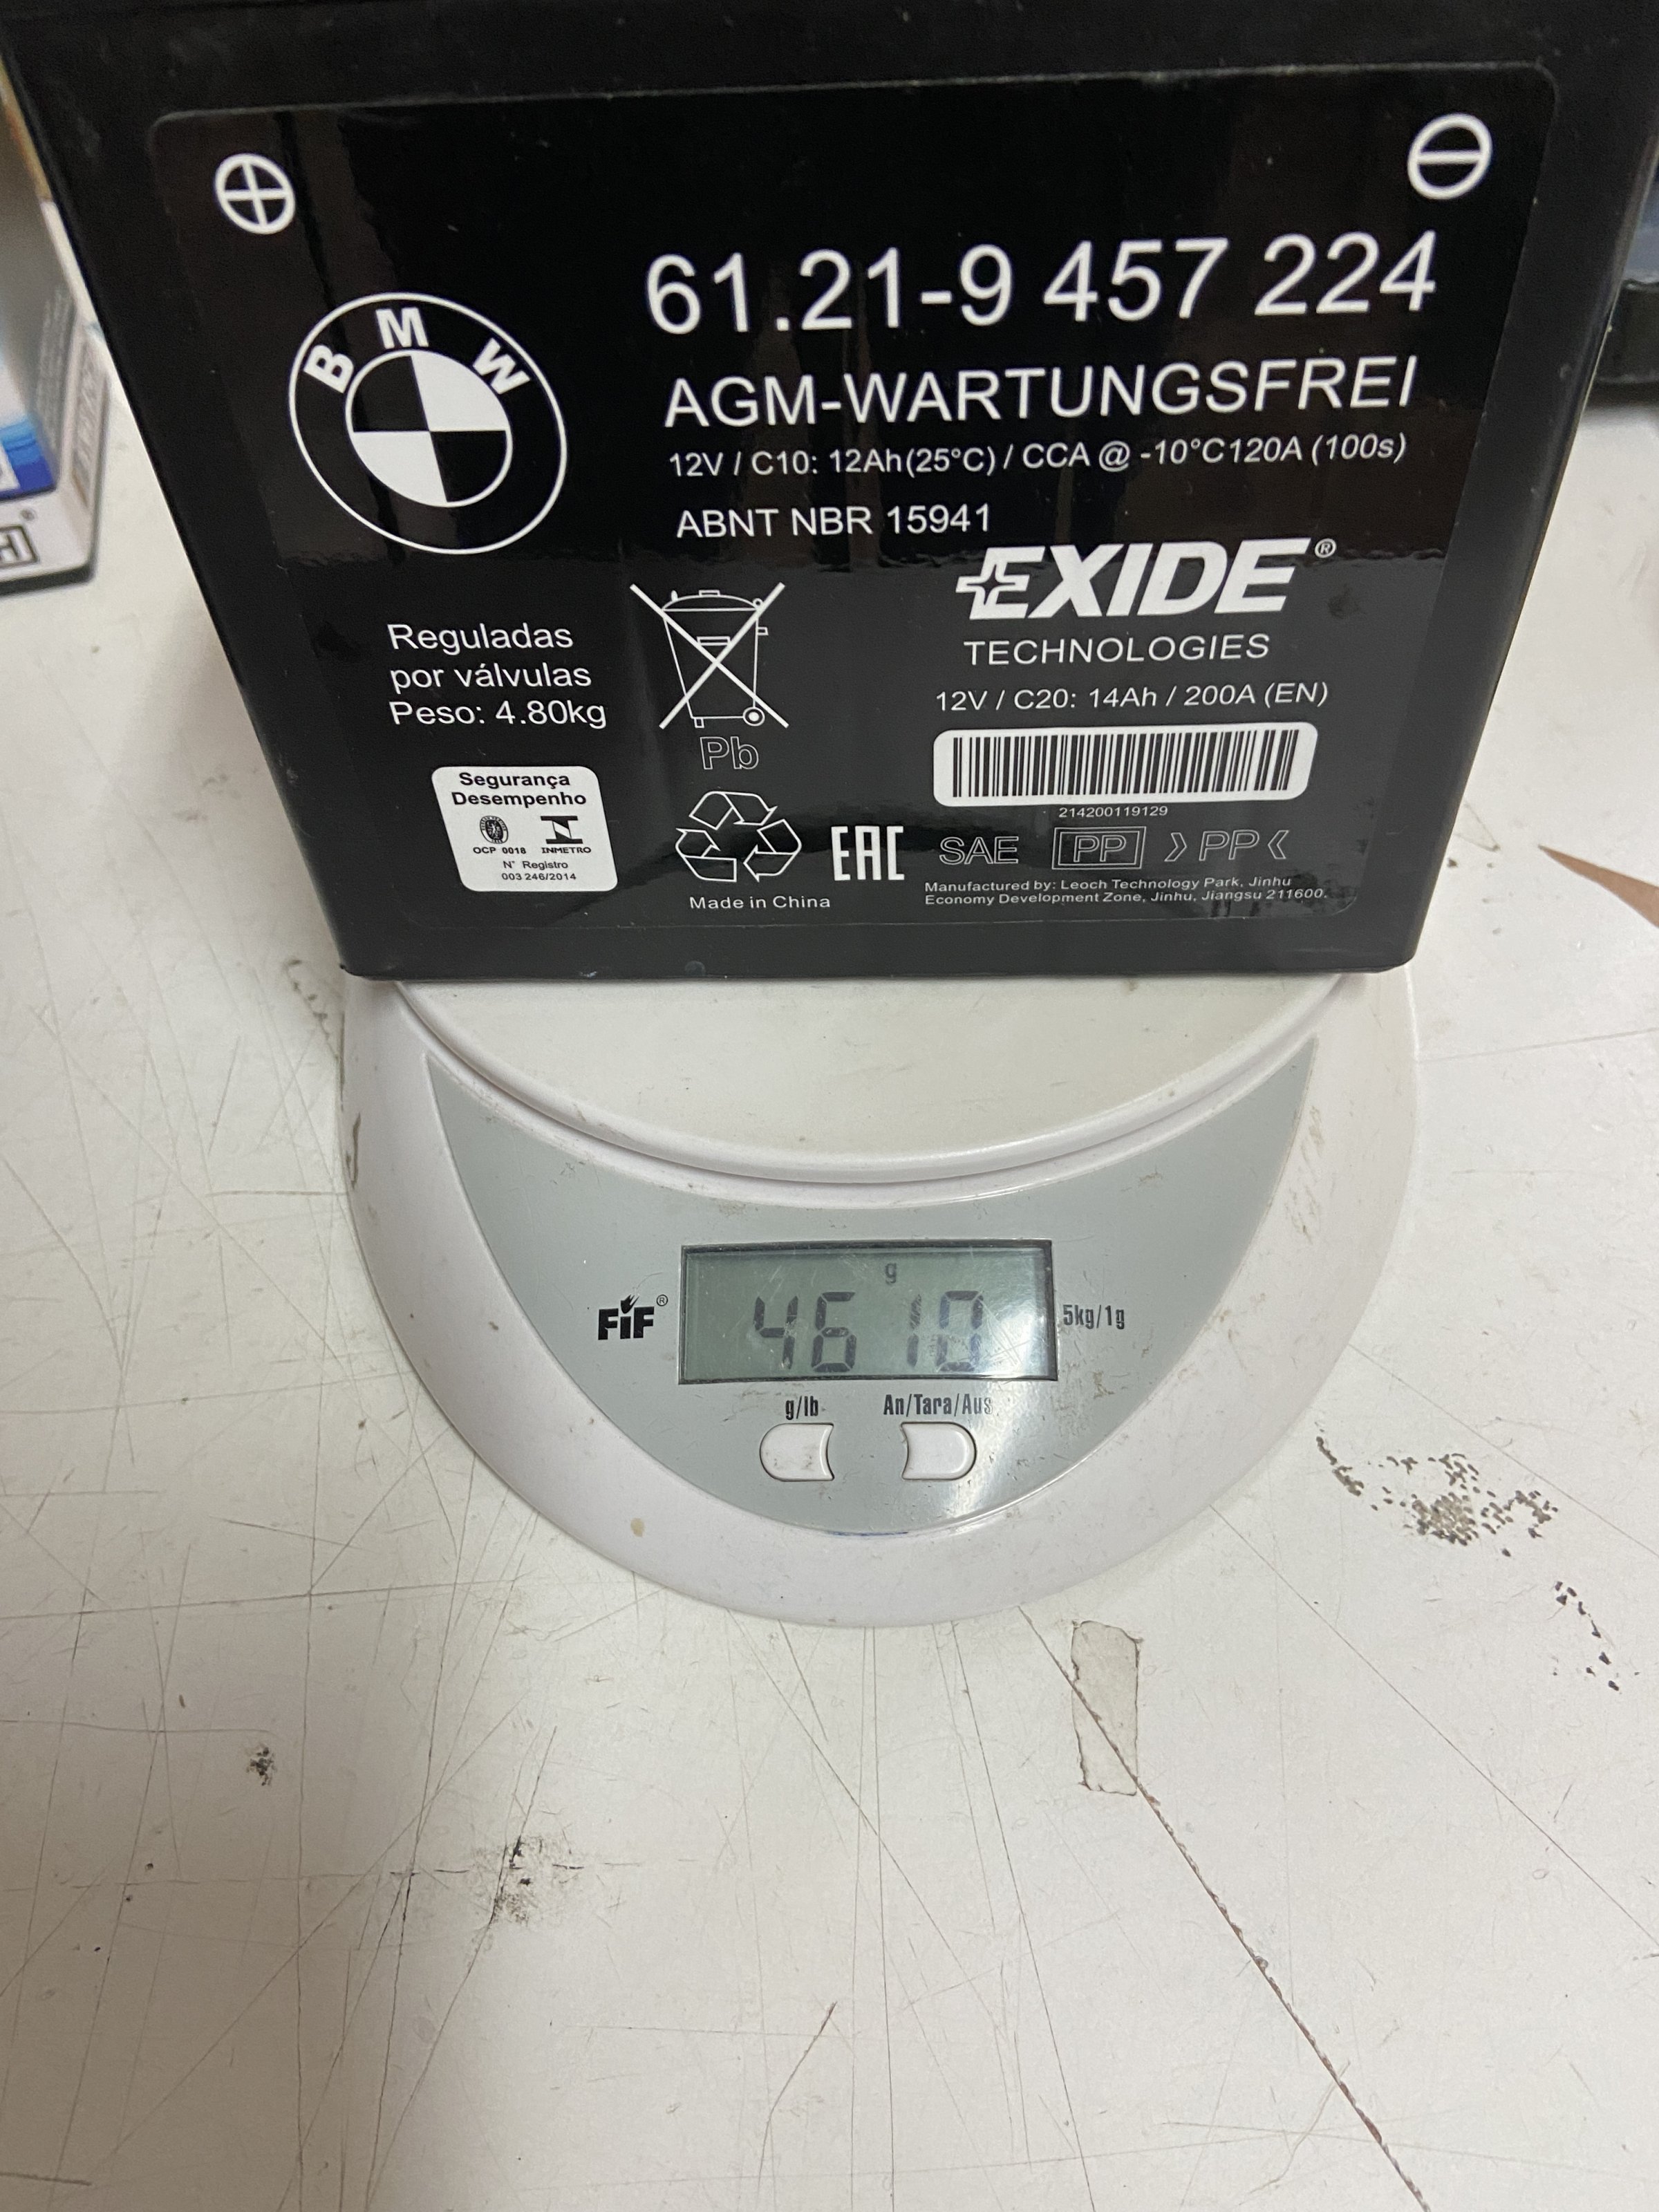 BMW
61.21-9 457 224
AGM-WARTUNGSFREI
12V / C10: 12Ah(25°C) / CCA @ -10°C120A (100s)
ABNT NBR 15941
EXIDE®
TECHNOLOGIES
12V / C20: 14Ah / 200A (EN)
214200119129
Reguladas
por válvulas
Peso: 4.80kg
Pb
Segurança
Desempenho
OCP 0018 INMETRO
N° Registro
003 246/2014
EAC SAE PP >PP<
Made in China
Manufactured by: Leoch Technology Park, Jinhu
Economy Development Zone, Jinhu, Jiangsu 211600.
g
FiF® 4610 5kg/1g
g/lb An/Tara/Aus